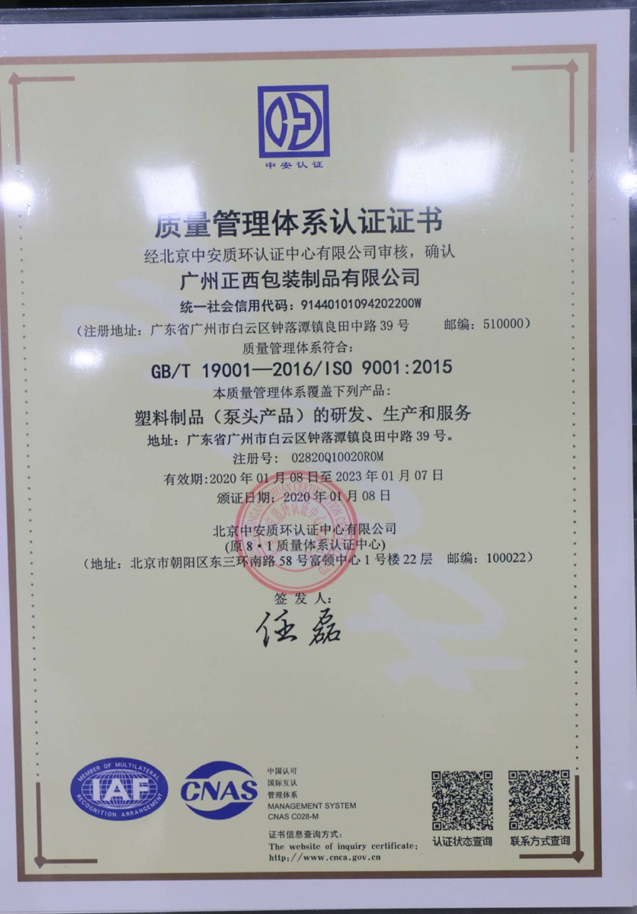 中安认证
质量管理体系认证证书
经北京中安质环认证中心有限公司审核，确认
广州正西包装制品有限公司
统一社会信用代码：91440101094202200W
（注册地址：广东省广州市白云区钟落潭镇良田中路39号 邮编：510000）
质量管理体系符合：
GB/T 19001—2016/ISO 9001:2015
本质量管理体系覆盖下列产品：
塑料制品（泵头产品）的研发、生产和服务
地址：广东省广州市白云区钟落潭镇良田中路39号。
注册号：02820Q10020R0M
有效期:2020年01月08日至2023年01月07日
颁证日期：2020年01月08日
北京中安质环认证中心有限公司
(原8·1质量体系认证中心)
（地址：北京市朝阳区东三环南路58号富顿中心1号楼22层 邮编：100022）
签发人：
任磊
MEMBER OF MULTILATERAL
IAF
RECOGNITION ARRANGEMENT
CNAS
中国认可
国际互认
管理体系
MANAGEMENT SYSTEM
CNAS C028-M
证书信息查询方式：
The website of inquiry certificate:
http://www.cnca.gov.cn
认证状态查询
联系方式查询